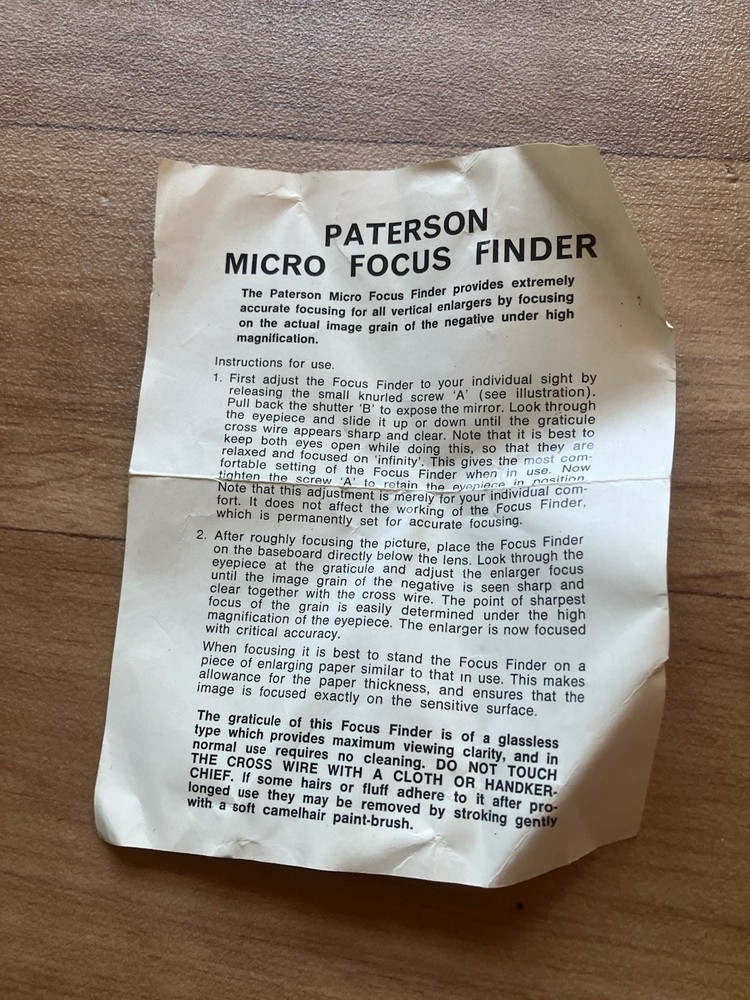 PATERSON
MICRO FOCUS FINDER
The Paterson Micro Focus Finder provides extremely
accurate focusing for all vertical enlargers by focusing
on the actual image grain of the negative under high
magnification.
Instructions for use.
1. First adjust the Focus Finder to your individual sight by
releasing the small knurled screw ‘A’ (see illustration).
Pull back the shutter ‘B’ to expose the mirror. Look through
the eyepiece and slide it up or down until the graticule
cross wire appears sharp and clear. Note that it is best to
keep both eyes open while doing this, so that they are
relaxed and focused on ‘infinity’. This gives the most com-
fortable setting of the Focus Finder when in use. Now
tighten the screw ‘A’ to retain the eyepiece in position.
Note that this adjustment is merely for your individual com-
fort. It does not affect the working of the Focus Finder,
which is permanently set for accurate focusing.
2. After roughly focusing the picture, place the Focus Finder
on the baseboard directly below the lens. Look through the
eyepiece at the graticule and adjust the enlarger focus
until the image grain of the negative is seen sharp and
clear together with the cross wire. The point of sharpest
focus of the grain is easily determined under the high
magnification of the eyepiece. The enlarger is now focused
with critical accuracy.
When focusing it is best to stand the Focus Finder on a
piece of enlarging paper similar to that in use. This makes
allowance for the paper thickness, and ensures that the
image is focused exactly on the sensitive surface.
The graticule of this Focus Finder is of a glassless
type which provides maximum viewing clarity, and in
normal use requires no cleaning. DO NOT TOUCH
THE CROSS WIRE WITH A CLOTH OR HANDKER-
CHIEF. If some hairs or fluff adhere to it after pro-
longed use they may be removed by stroking gently
with a soft camelhair paint-brush.